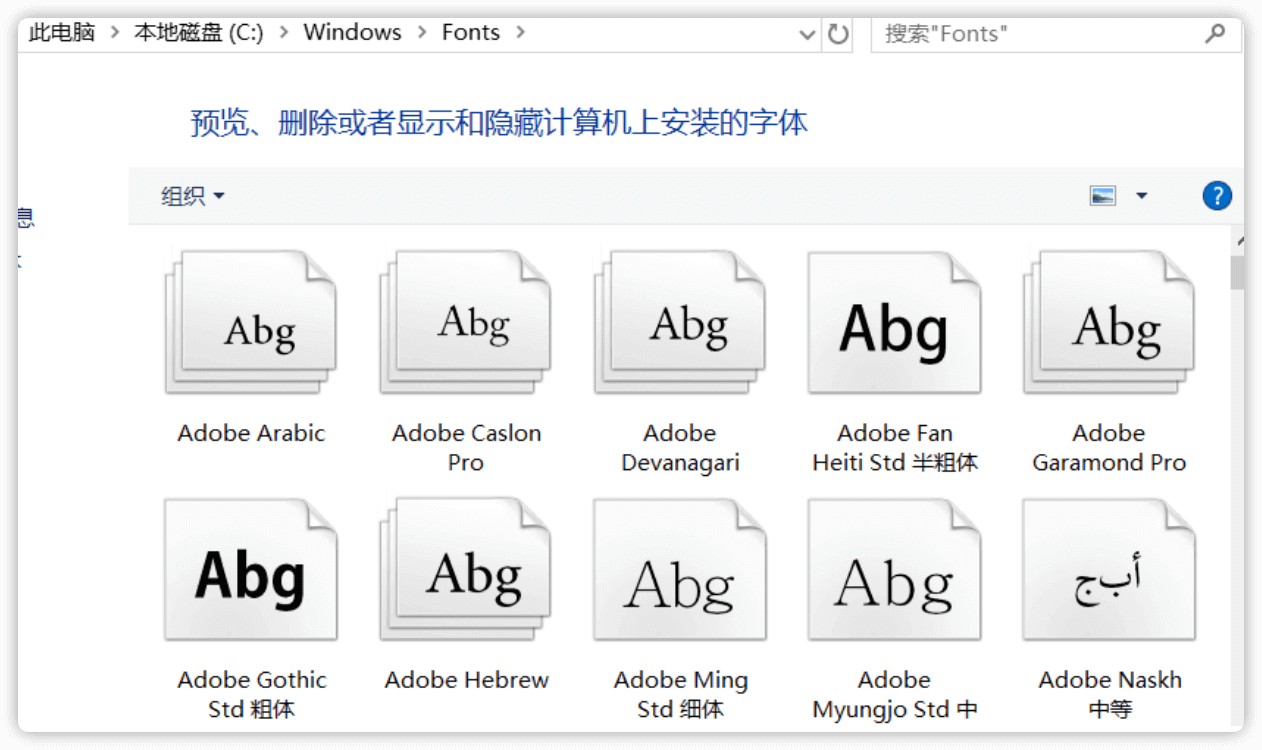 此电脑 > 本地磁盘 (C:) > Windows > Fonts >
搜索"Fonts"
预览、删除或者显示和隐藏计算机上安装的字体
组织
?
息
Abg
Abg
Abg
Abg
Abg
Adobe Arabic
Adobe Caslon
Pro
Adobe
Devanagari
Adobe Fan
Heiti Std 半粗体
Adobe
Garamond Pro
Abg
Abg
Abg
Abg
أب‌ج
Adobe Gothic
Std 粗体
Adobe Hebrew
Adobe Ming
Std 细体
Adobe
Myungjo Std 中
Adobe Naskh
中等